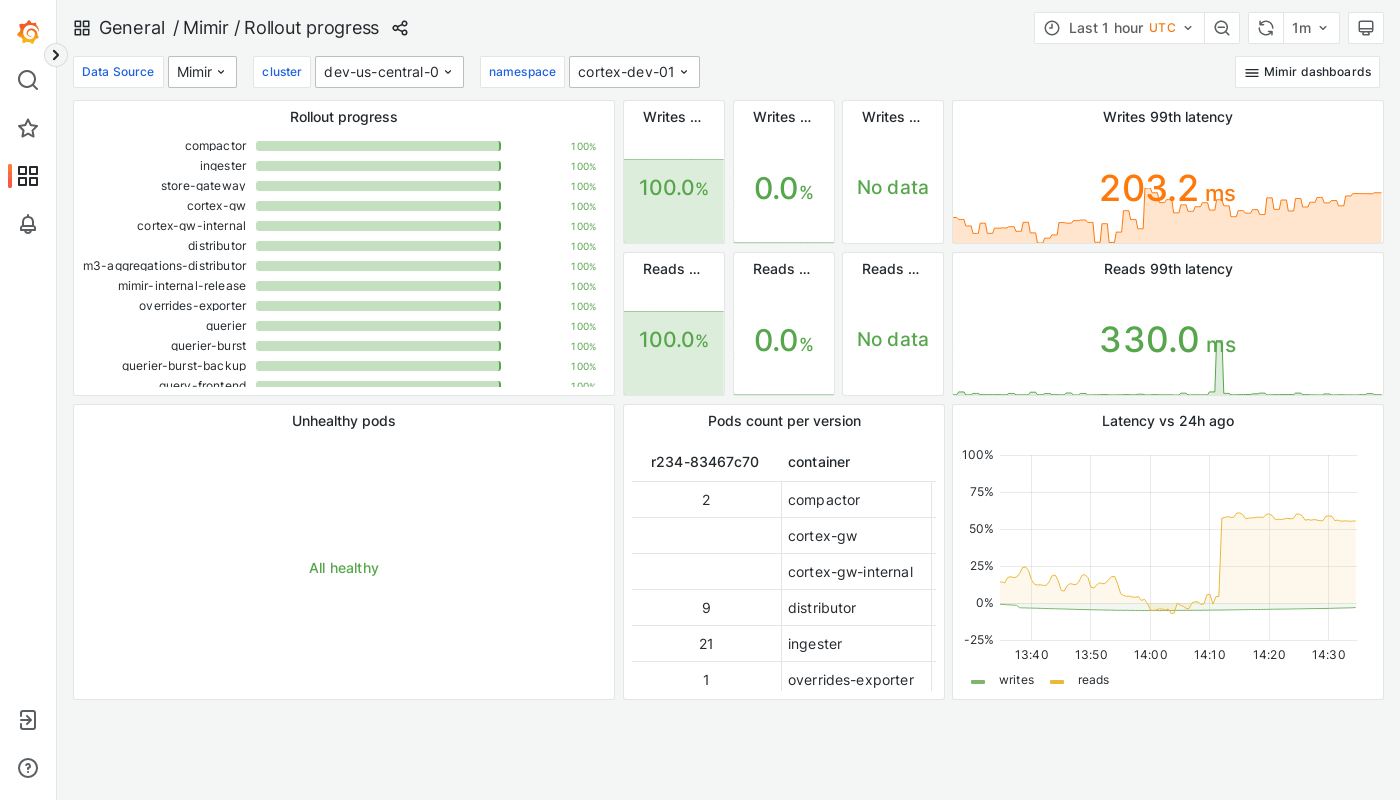 General / Mimir / Rollout progress
Last 1 hour UTC
1m
Data Source
Mimir
cluster
dev-us-central-0
namespace
cortex-dev-01
Mimir dashboards
Rollout progress
compactor 100%
ingester 100%
store-gateway 100%
cortex-gw 100%
cortex-gw-internal 100%
distributor 100%
m3-aggregations-distributor 100%
mimir-internal-release 100%
overrides-exporter 100%
querier 100%
querier-burst 100%
querier-burst-backup 100%
query-frontend 100%
Writes ...
100.0%
Writes ...
0.0%
Writes ...
No data
Writes 99th latency
203.2 ms
Reads ...
100.0%
Reads ...
0.0%
Reads ...
No data
Reads 99th latency
330.0 ms
Unhealthy pods
All healthy
Pods count per version
r234-83467c70 container
2 compactor
cortex-gw
cortex-gw-internal
9 distributor
21 ingester
1 overrides-exporter
Latency vs 24h ago
100%
75%
50%
25%
0%
-25%
13:40 13:50 14:00 14:10 14:20 14:30
writes reads